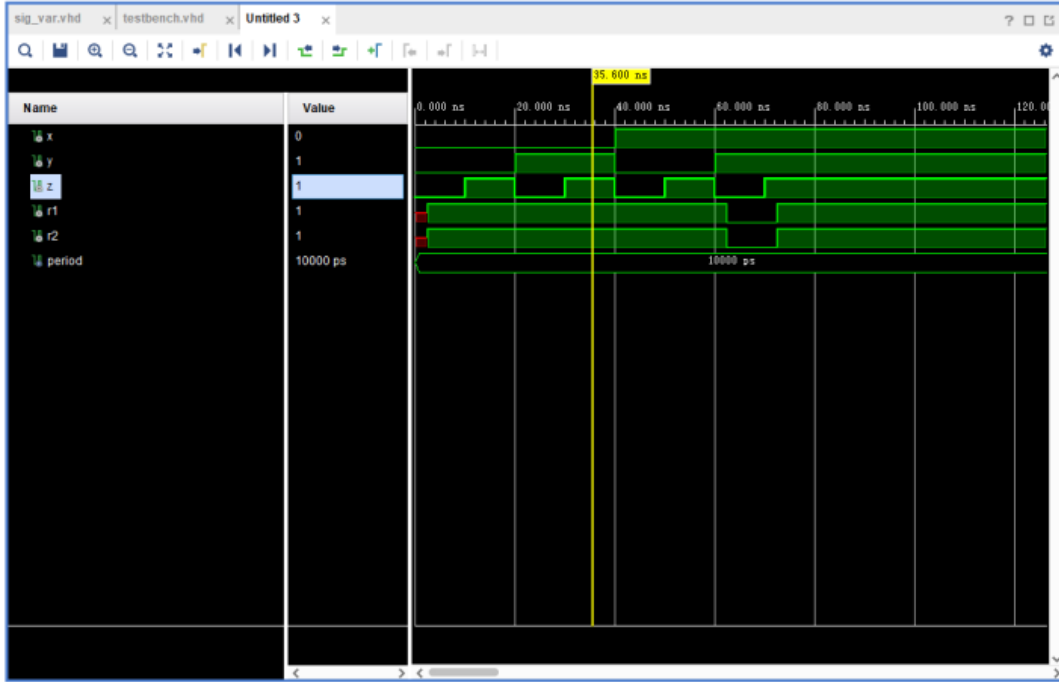 sig_var.vhd × testbench.vhd × Untitled 3 × ?
35.600 ns
Name Value 0.000 ns 20.000 ns 40.000 ns 60.000 ns 80.000 ns 100.000 ns 120.0
x 0
y 1
z 1
r1 1
r2 1
period 10000 ps 10000 ps